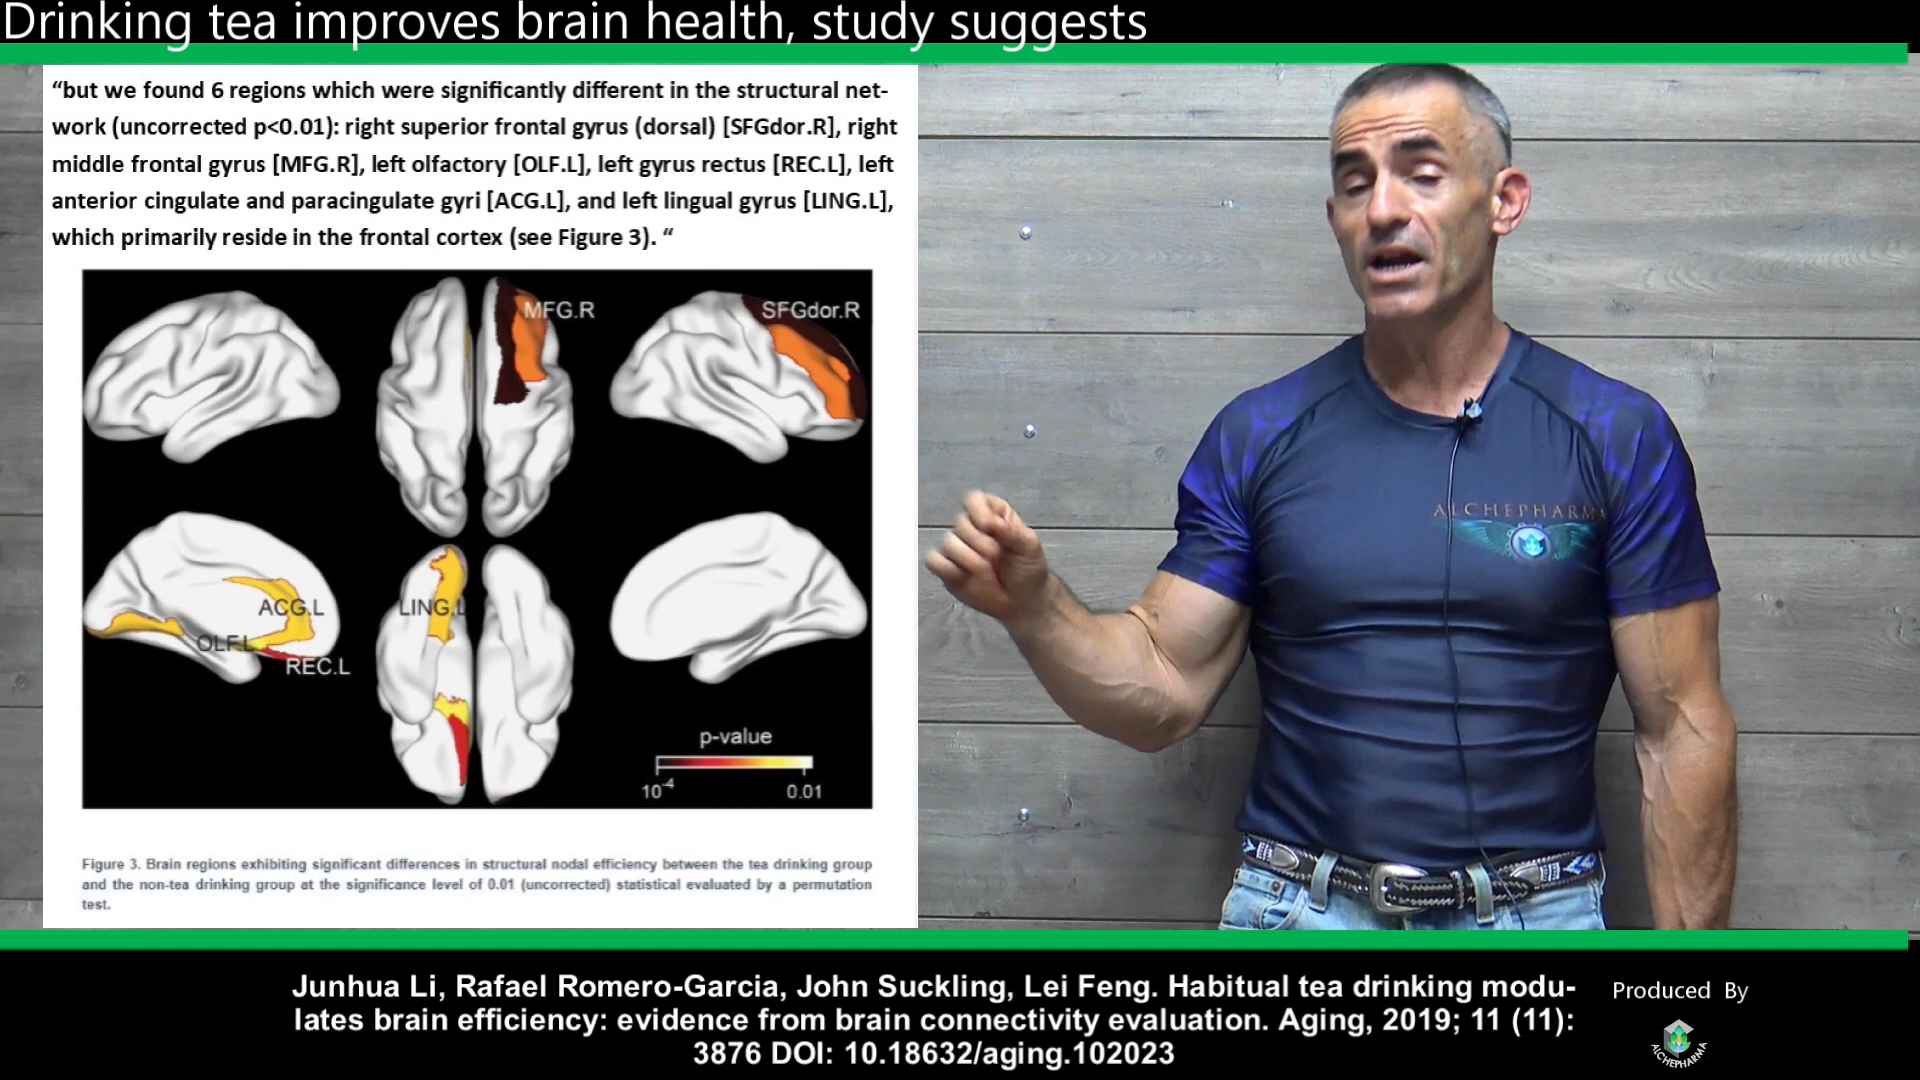 Drinking tea improves brain health, study suggests
“but we found 6 regions which were significantly different in the structural net-
work (uncorrected p<0.01): right superior frontal gyrus (dorsal) [SFGdor.R], right
middle frontal gyrus [MFG.R], left olfactory [OLF.L], left gyrus rectus [REC.L], left
anterior cingulate and paracingulate gyri [ACG.L], and left lingual gyrus [LING.L],
which primarily reside in the frontal cortex (see Figure 3). “
MFG.R
SFGdor.R
ACG.L
LING.L
OLF.L
REC.L
p-value
10-4
0.01
Figure 3. Brain regions exhibiting significant differences in structural nodal efficiency between the tea drinking group
and the non-tea drinking group at the significance level of 0.01 (uncorrected) statistical evaluated by a permutation
test.
ALCHEPHARMA
Junhua Li, Rafael Romero-Garcia, John Suckling, Lei Feng. Habitual tea drinking modu-
lates brain efficiency: evidence from brain connectivity evaluation. Aging, 2019; 11 (11):
3876 DOI: 10.18632/aging.102023
Produced By
ALCHEPHARMA